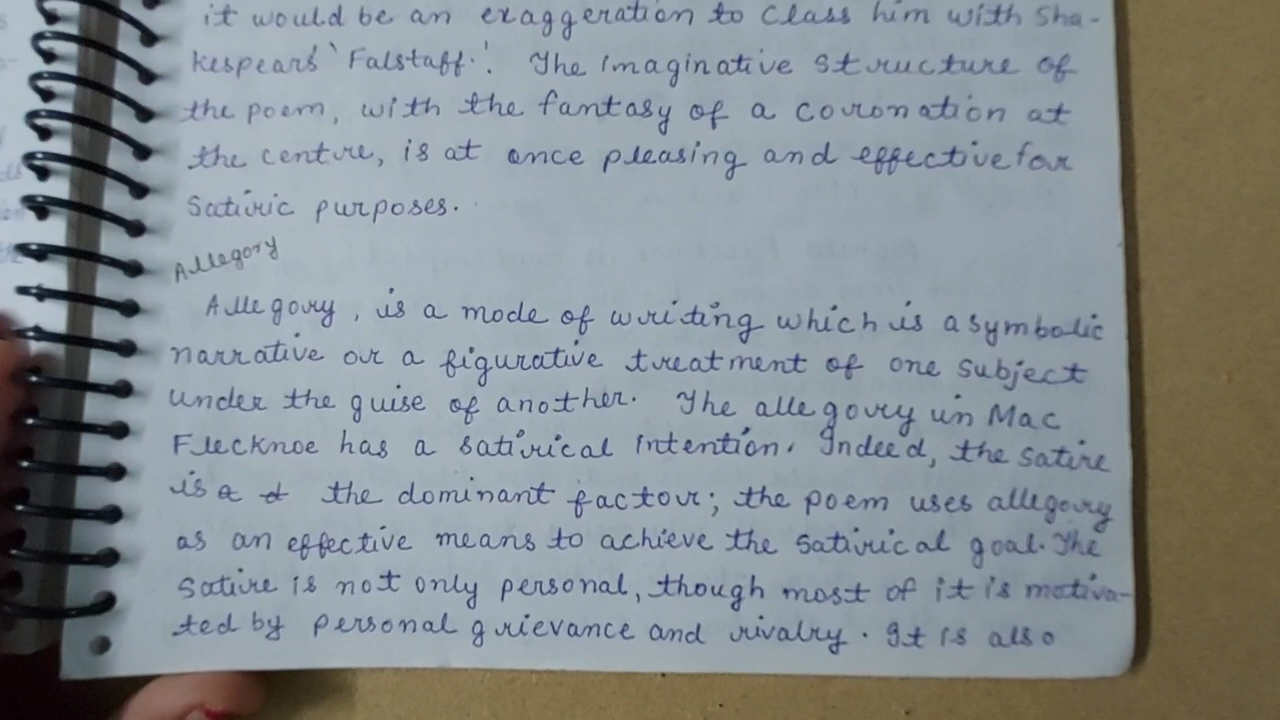 it would be an exaggeration to class him with Sha-
kespears 'Falstaff'. The Imaginative structure of
the poem, with the fantasy of a coronation at
the centre, is at once pleasing and effective for
Satiric purposes.
Allegory
Allegory, is a mode of writing which is a symbolic
narrative or a figurative treatment of one subject
under the guise of another. The allegory in Mac
Flecknoe has a satirical intention. Indeed, the satire
is the dominant factor; the poem uses allegory
as an effective means to achieve the satirical goal. The
satire is not only personal, though most of it is motiva-
ted by personal grievance and rivalry. It is also